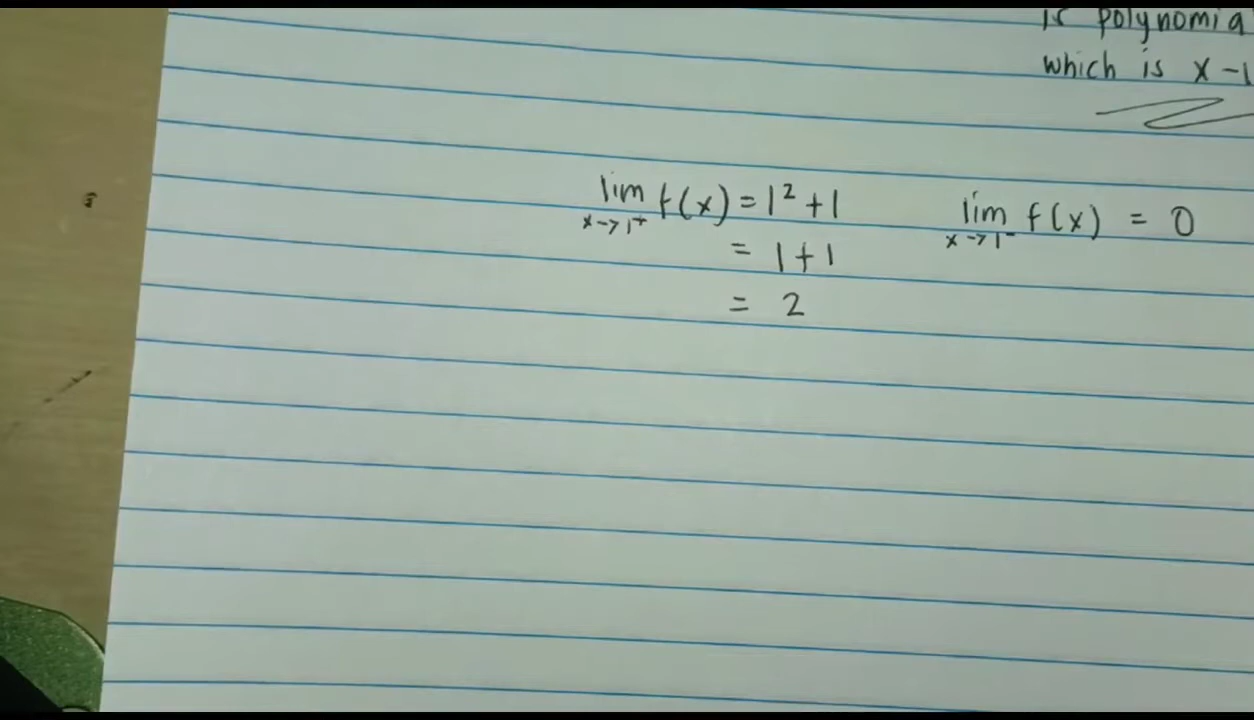 is polynomia
which is x-1
lim x→1⁺ f(x) = 1² + 1
= 1 + 1
= 2
lim x→1⁻ f(x) = 0